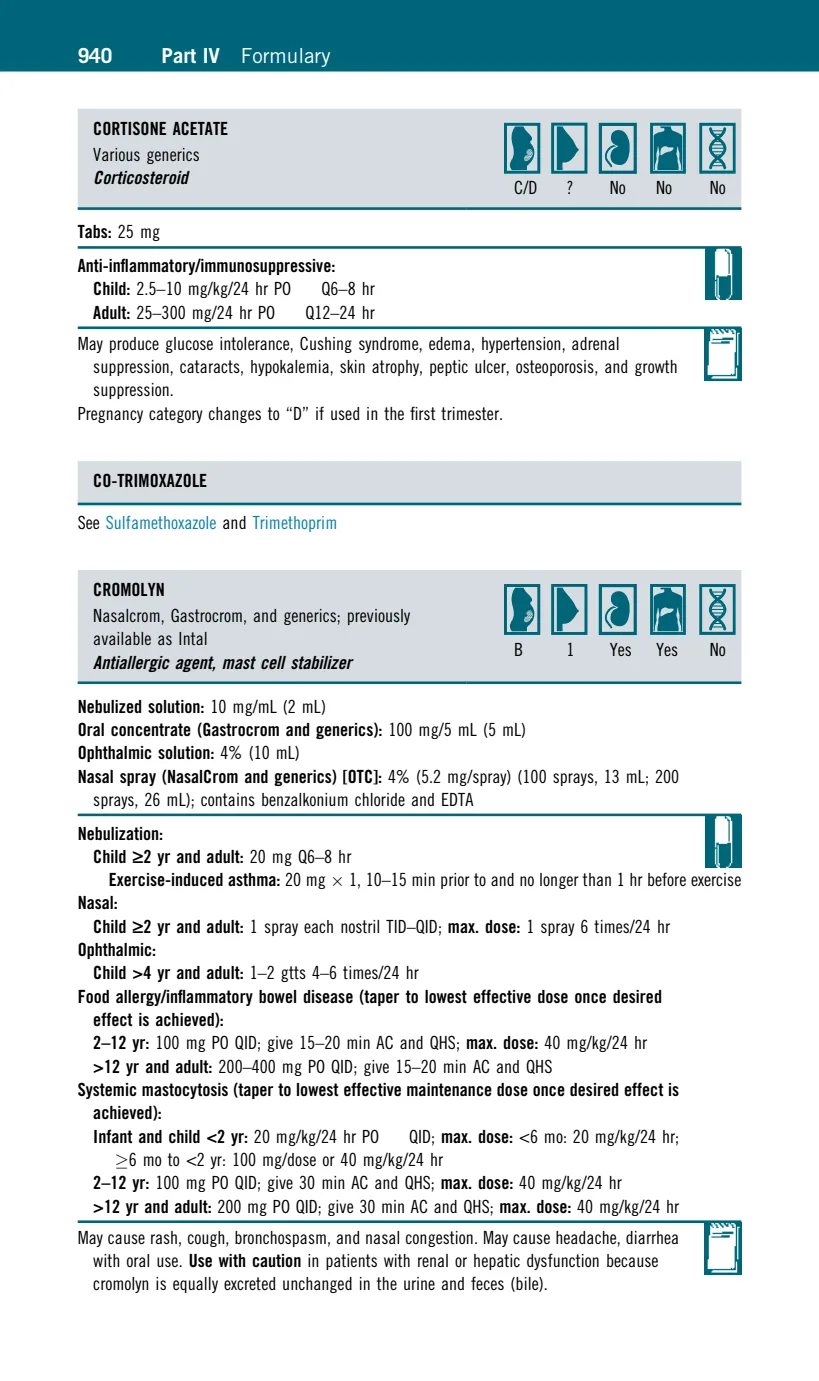 940 Part IV Formulary
CORTISONE ACETATE
Various generics
Corticosteroid
C/D ? No No No
Tabs: 25 mg
Anti-inflammatory/immunosuppressive:
Child: 2.5–10 mg/kg/24 hr PO Q6–8 hr
Adult: 25–300 mg/24 hr PO Q12–24 hr
May produce glucose intolerance, Cushing syndrome, edema, hypertension, adrenal
suppression, cataracts, hypokalemia, skin atrophy, peptic ulcer, osteoporosis, and growth
suppression.
Pregnancy category changes to “D” if used in the first trimester.
CO-TRIMOXAZOLE
See Sulfamethoxazole and Trimethoprim
CROMOLYN
Nasalcrom, Gastrocrom, and generics; previously
available as Intal
Antiallergic agent, mast cell stabilizer
B 1 Yes Yes No
Nebulized solution: 10 mg/mL (2 mL)
Oral concentrate (Gastrocrom and generics): 100 mg/5 mL (5 mL)
Ophthalmic solution: 4% (10 mL)
Nasal spray (NasalCrom and generics) [OTC]: 4% (5.2 mg/spray) (100 sprays, 13 mL; 200
sprays, 26 mL); contains benzalkonium chloride and EDTA
Nebulization:
Child ≥2 yr and adult: 20 mg Q6–8 hr
Exercise-induced asthma: 20 mg × 1, 10–15 min prior to and no longer than 1 hr before exercise
Nasal:
Child ≥2 yr and adult: 1 spray each nostril TID–QID; max. dose: 1 spray 6 times/24 hr
Ophthalmic:
Child >4 yr and adult: 1–2 gtts 4–6 times/24 hr
Food allergy/inflammatory bowel disease (taper to lowest effective dose once desired
effect is achieved):
2–12 yr: 100 mg PO QID; give 15–20 min AC and QHS; max. dose: 40 mg/kg/24 hr
>12 yr and adult: 200–400 mg PO QID; give 15–20 min AC and QHS
Systemic mastocytosis (taper to lowest effective maintenance dose once desired effect is
achieved):
Infant and child <2 yr: 20 mg/kg/24 hr PO QID; max. dose: <6 mo: 20 mg/kg/24 hr;
≥6 mo to <2 yr: 100 mg/dose or 40 mg/kg/24 hr
2–12 yr: 100 mg PO QID; give 30 min AC and QHS; max. dose: 40 mg/kg/24 hr
>12 yr and adult: 200 mg PO QID; give 30 min AC and QHS; max. dose: 40 mg/kg/24 hr
May cause rash, cough, bronchospasm, and nasal congestion. May cause headache, diarrhea
with oral use. Use with caution in patients with renal or hepatic dysfunction because
cromolyn is equally excreted unchanged in the urine and feces (bile).